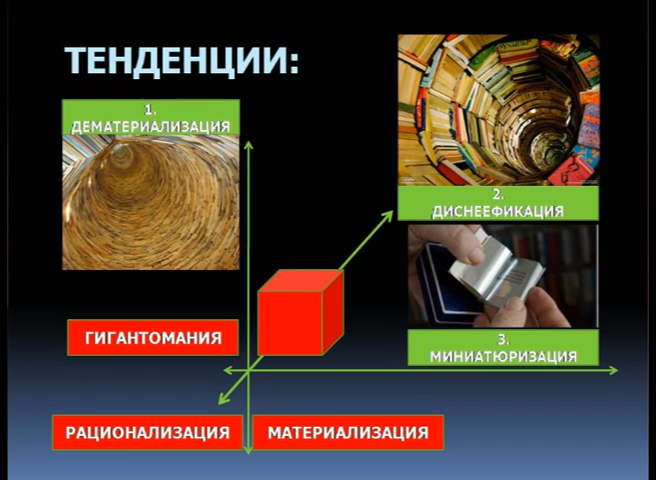 ТЕНДЕНЦИИ:
1.
ДЕМАТЕРИАЛИЗАЦИЯ
2.
ДИСНЕЕФИКАЦИЯ
3.
МИНИАТЮРИЗАЦИЯ
ГИГАНТОМАНИЯ
РАЦИОНАЛИЗАЦИЯ
МАТЕРИАЛИЗАЦИЯ